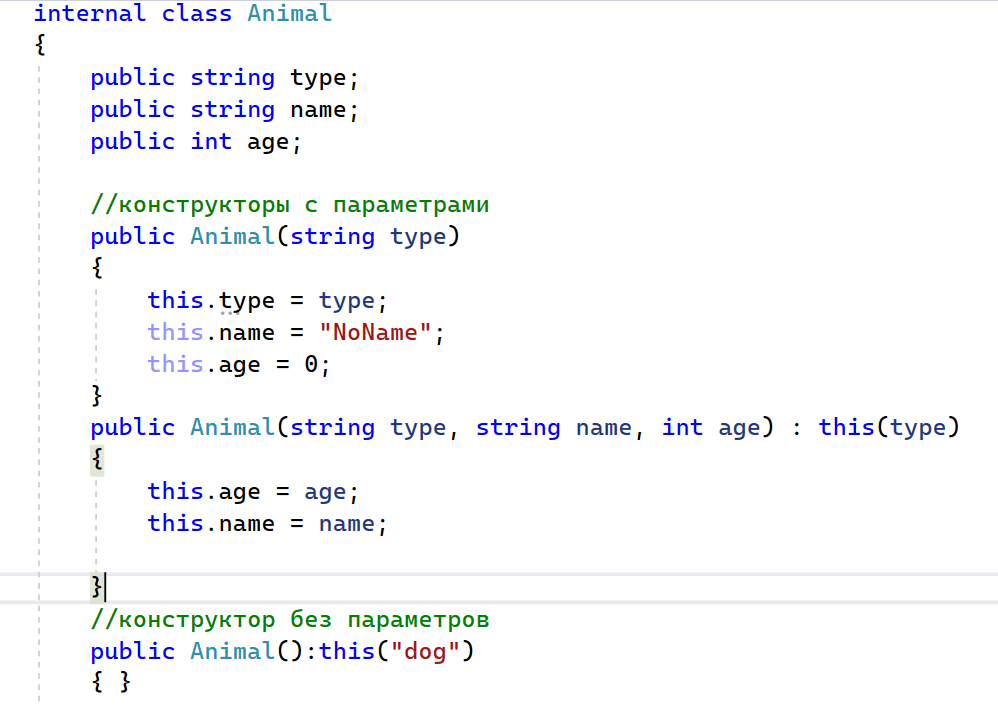 internal class Animal
{
public string type;
public string name;
public int age;
//конструкторы с параметрами
public Animal(string type)
{
this.type = type;
this.name = "NoName";
this.age = 0;
}
public Animal(string type, string name, int age) : this(type)
{
this.age = age;
this.name = name;
}
//конструктор без параметров
public Animal():this("dog")
{ }